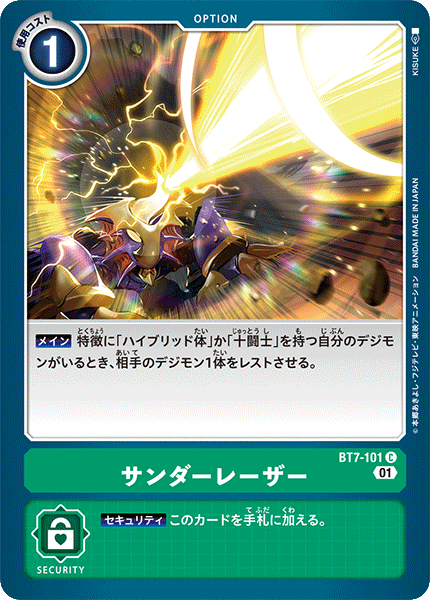 OPTION
使用コスト
1
KISUKE
BANDAI MADE IN JAPAN
©本郷あきよし・フジテレビ・東映アニメーション
メイン 特徴に「ハイブリッド体」か「十闘士」を持つ自分のデジモ
ンがいるとき、相手のデジモン1体をレストさせる。
BT7-101 C
01
サンダーレーザー
セキュリティ このカードを手札に加える。
SECURITY